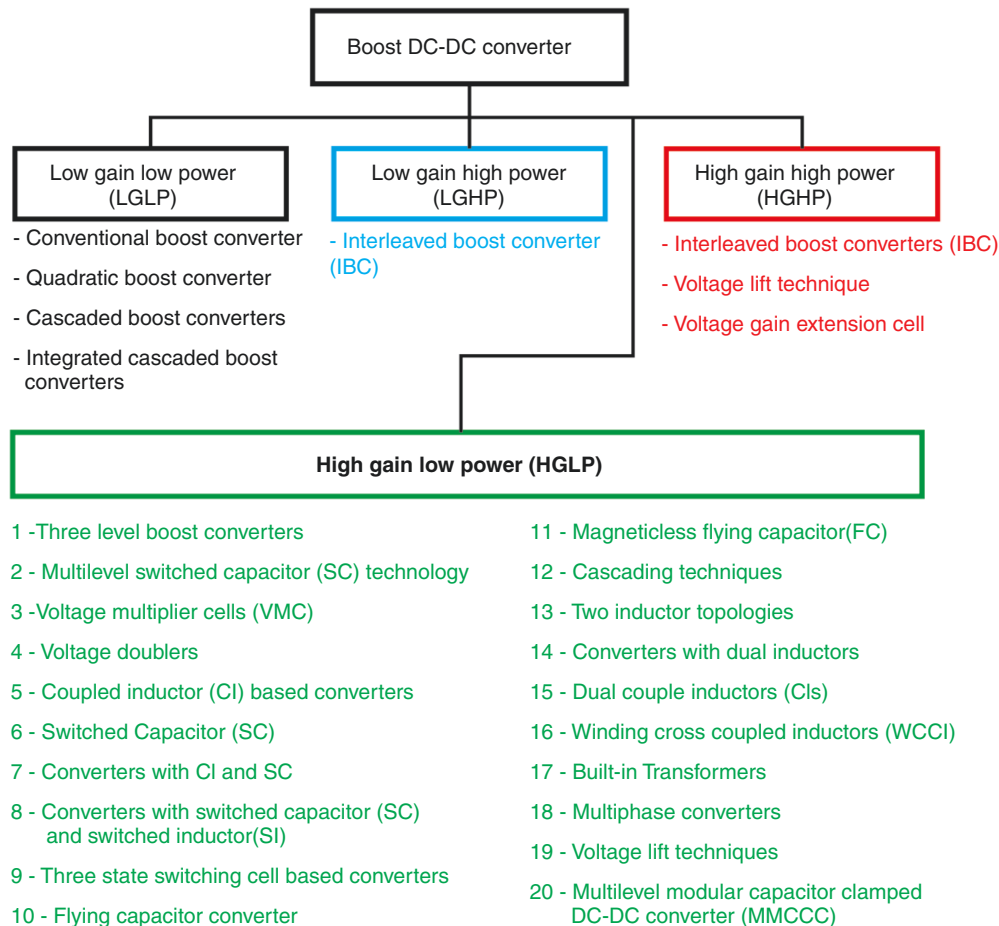 Boost DC-DC converter
Low gain low power
(LGLP)
Low gain high power
(LGHP)
High gain high power
(HGHP)
- Conventional boost converter
- Quadratic boost converter
- Cascaded boost converters
- Integrated cascaded boost
converters
- Interleaved boost converter
(IBC)
- Interleaved boost converters (IBC)
- Voltage lift technique
- Voltage gain extension cell
High gain low power (HGLP)
1 -Three level boost converters
2 - Multilevel switched capacitor (SC) technology
3 -Voltage multiplier cells (VMC)
4 - Voltage doublers
5 - Coupled inductor (CI) based converters
6 - Switched Capacitor (SC)
7 - Converters with CI and SC
8 - Converters with switched capacitor (SC)
and switched inductor(SI)
9 - Three state switching cell based converters
10 - Flying capacitor converter
11 - Magneticless flying capacitor(FC)
12 - Cascading techniques
13 - Two inductor topologies
14 - Converters with dual inductors
15 - Dual couple inductors (CIs)
16 - Winding cross coupled inductors (WCCI)
17 - Built-in Transformers
18 - Multiphase converters
19 - Voltage lift techniques
20 - Multilevel modular capacitor clamped
DC-DC converter (MMCCC)